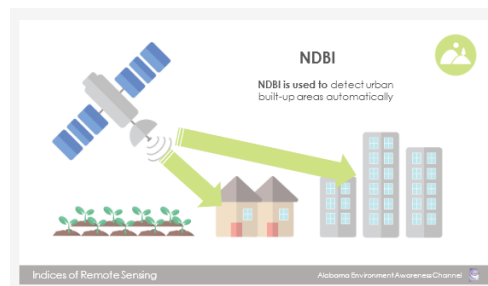 NDBI
NDBI is used to detect urban
built-up areas automatically
Indices of Remote Sensing
Alabama Environment Awareness Channel